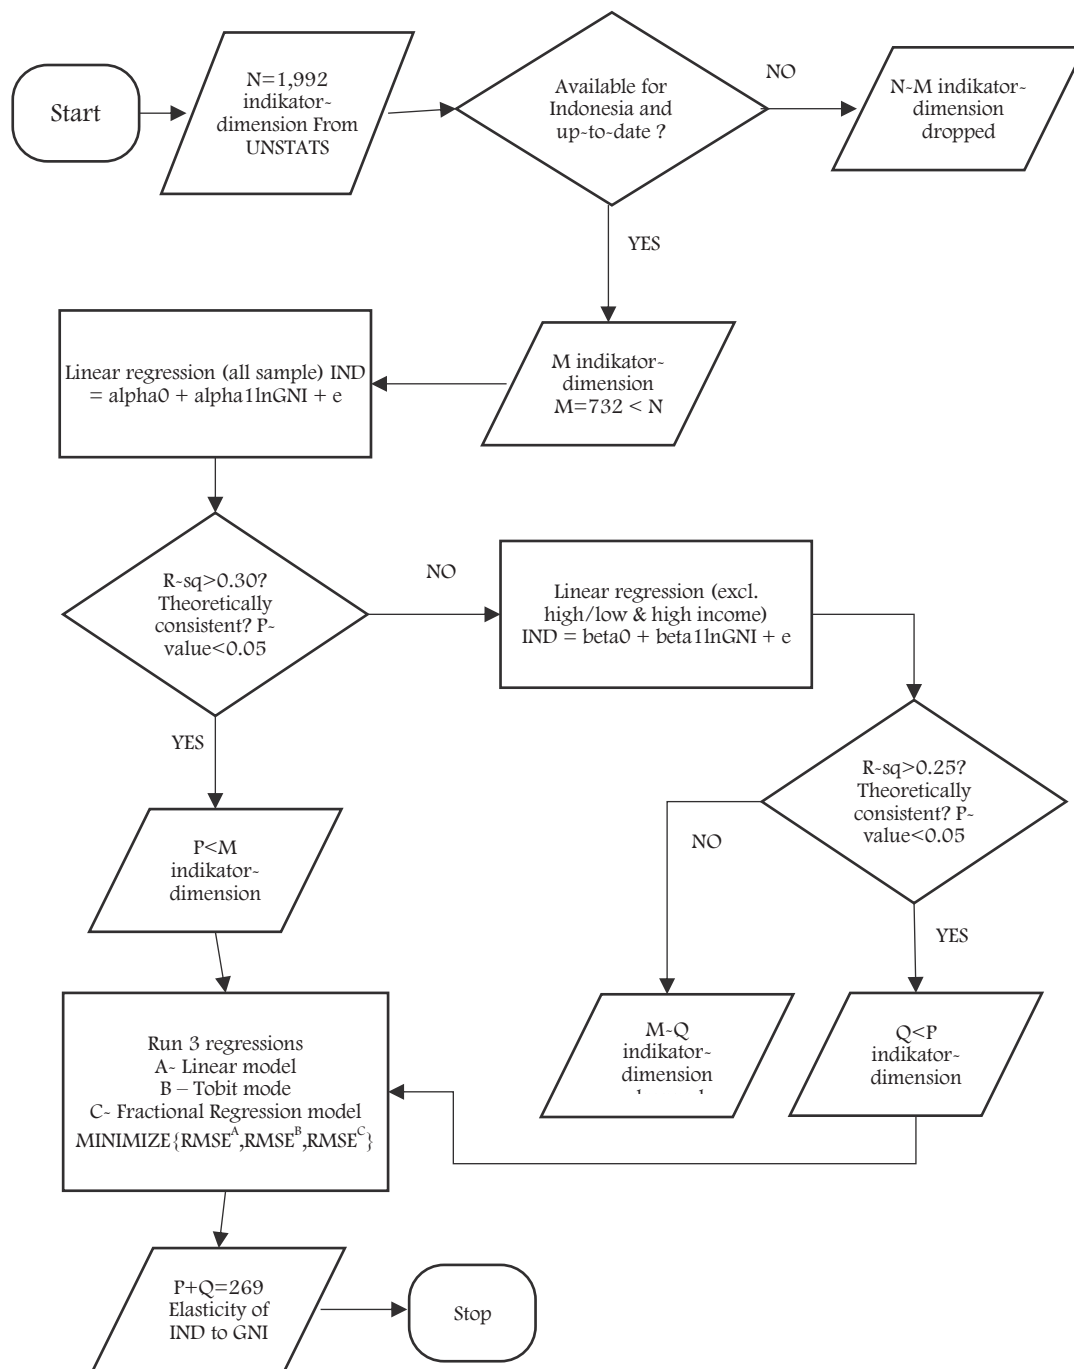 Start
N=1,992
indikator-
dimension From
UNSTATS
Available for
Indonesia and
up-to-date ?
NO
N-M indikator-
dimension
dropped
YES
M indikator-
dimension
M=732 < N
Linear regression (all sample) IND
= alpha0 + alpha1lnGNI + e
R-sq>0.30?
Theoretically
consistent? P-
value<0.05
NO
Linear regression (excl.
high/low & high income)
IND = beta0 + beta1lnGNI + e
YES
R-sq>0.25?
Theoretically
consistent? P-
value<0.05
NO
YES
P<M
indikator-
dimension
M-Q
indikator-
dimension
Q<P
indikator-
dimension
Run 3 regressions
A- Linear model
B – Tobit mode
C- Fractional Regression model
MINIMIZE{RMSE^A,RMSE^B,RMSE^C}
P+Q=269
Elasticity of
IND to GNI
Stop